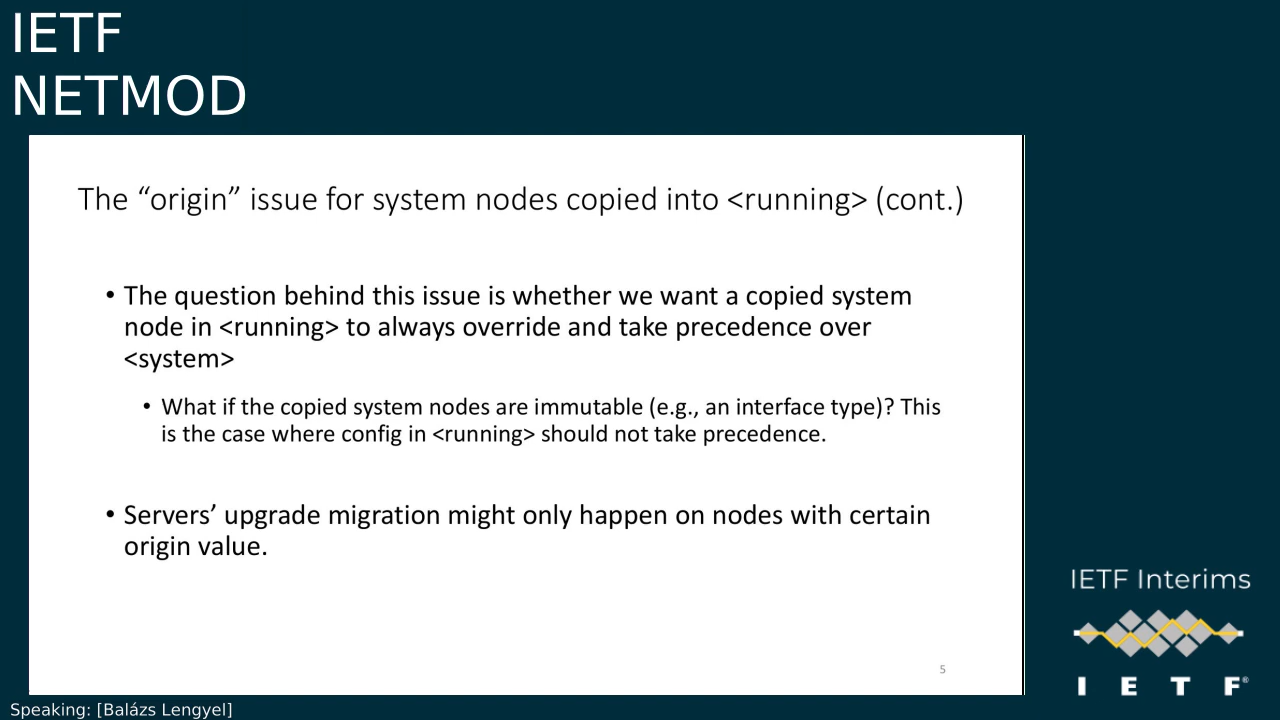 IETF
NETMOD
The “origin” issue for system nodes copied into <running> (cont.)
• The question behind this issue is whether we want a copied system
node in <running> to always override and take precedence over
<system>
• What if the copied system nodes are immutable (e.g., an interface type)? This
is the case where config in <running> should not take precedence.
• Servers’ upgrade migration might only happen on nodes with certain
origin value.
5
IETF Interims
I E T F®
Speaking: [Balázs Lengyel]